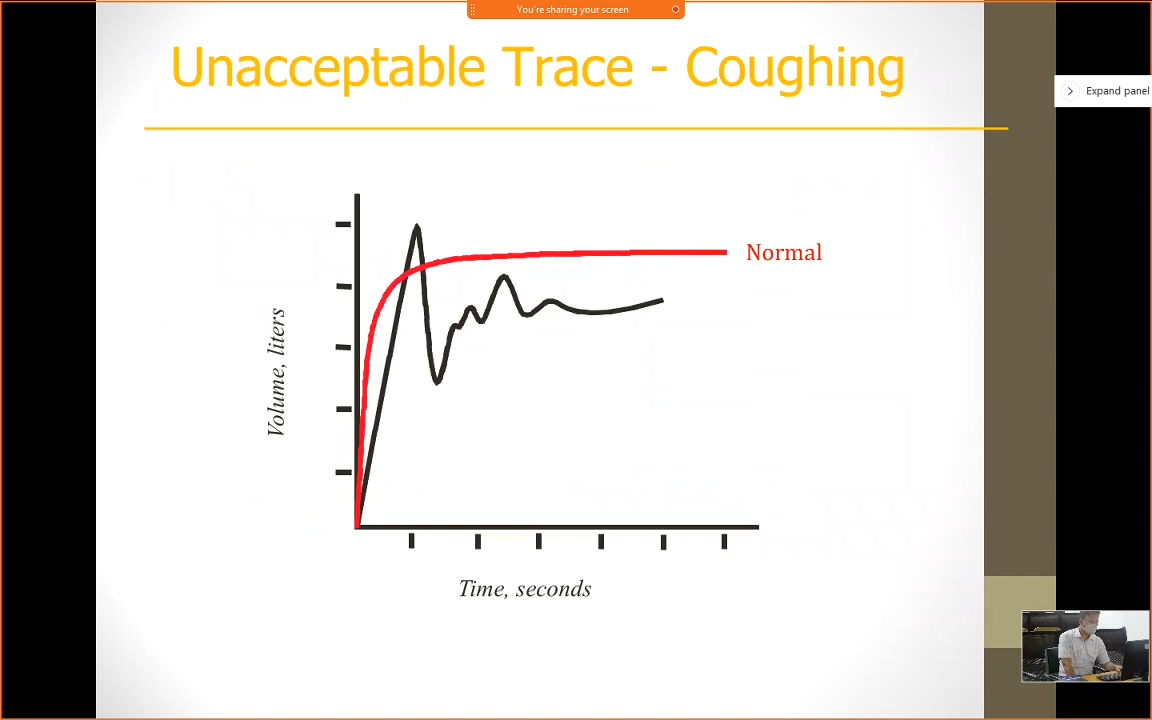 You're sharing your screen
Unacceptable Trace - Coughing
Expand panel
Normal
Volume, liters
Time, seconds